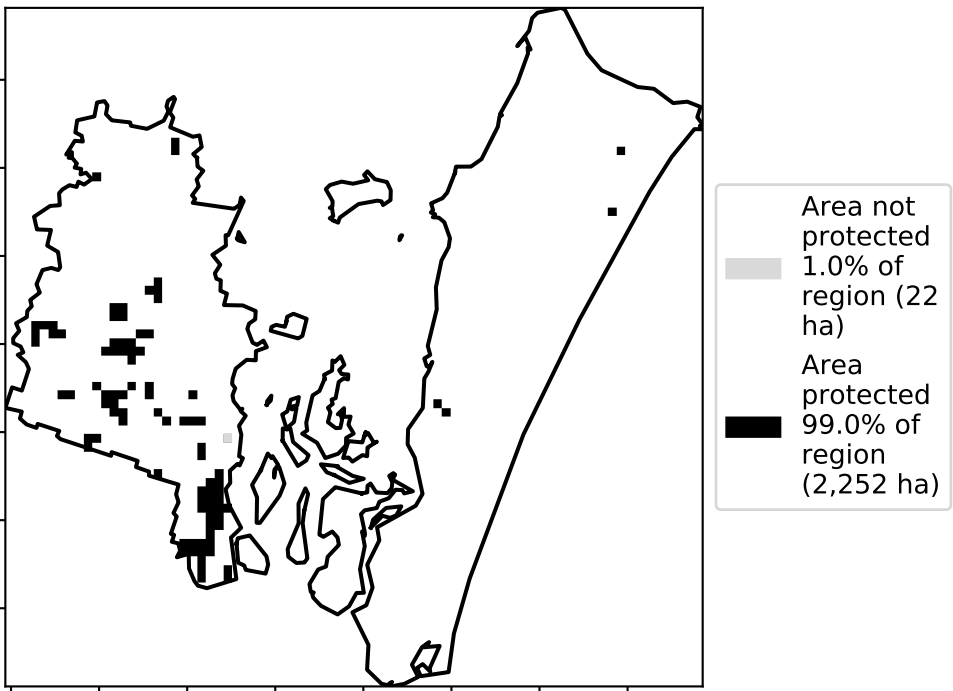 Area not
protected
1.0% of
region (22
ha)
Area
protected
99.0% of
region
(2,252 ha)